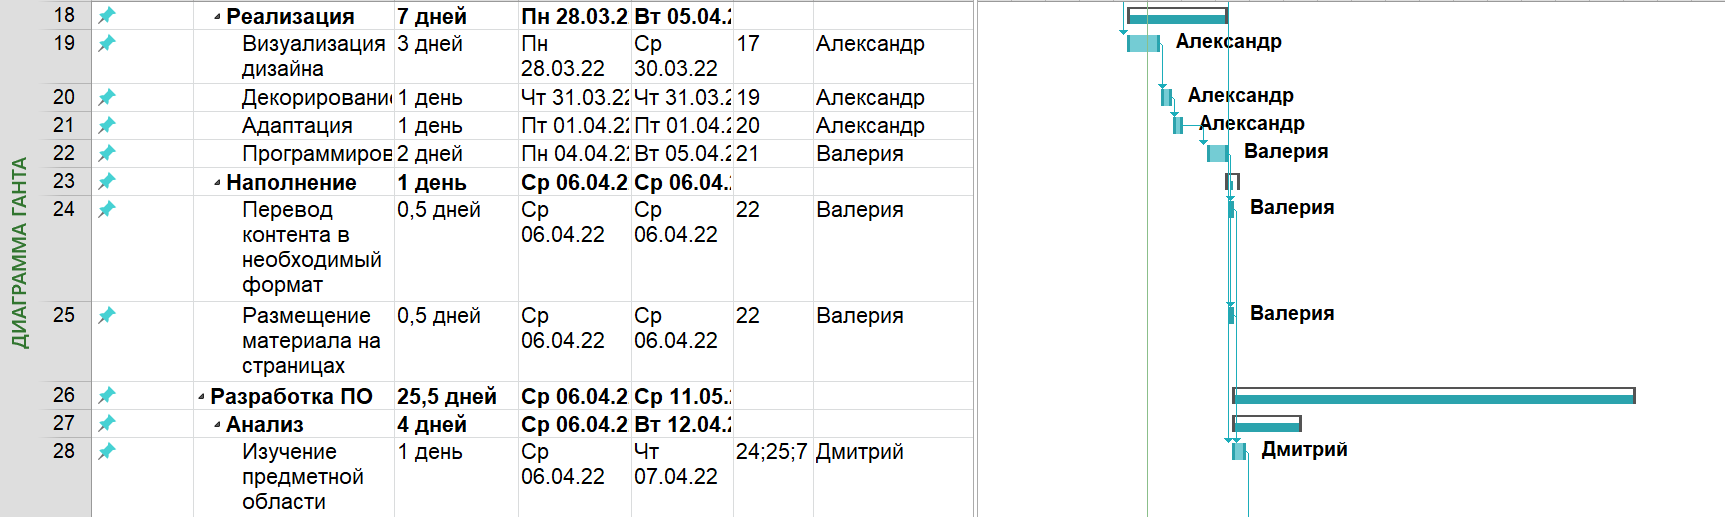 ДИАГРАММА ГАНТА
18 Реализация 7 дней Пн 28.03.2 Вт 05.04.2
19 Визуализация 3 дней Пн Ср 17 Александр Александр
дизайна 28.03.22 30.03.22
20 Декорировани 1 день Чт 31.03.22 Чт 31.03.2 19 Александр Александр
21 Адаптация 1 день Пт 01.04.22 Пт 01.04.2 20 Александр Александр
22 Программиров 2 дней Пн 04.04.22 Вт 05.04.2 21 Валерия Валерия
23 Наполнение 1 день Ср 06.04.2 Ср 06.04.2
24 Перевод 0,5 дней Ср Ср 22 Валерия Валерия
контента в 06.04.22 06.04.22
необходимый
формат
25 Размещение 0,5 дней Ср Ср 22 Валерия Валерия
материала на 06.04.22 06.04.22
страницах
26 Разработка ПО 25,5 дней Ср 06.04.2 Ср 11.05.
27 Анализ 4 дней Ср 06.04.2 Вт 12.04.2
28 Изучение 1 день Ср Чт 24;25;7 Дмитрий Дмитрий
предметной 06.04.22 07.04.22
области